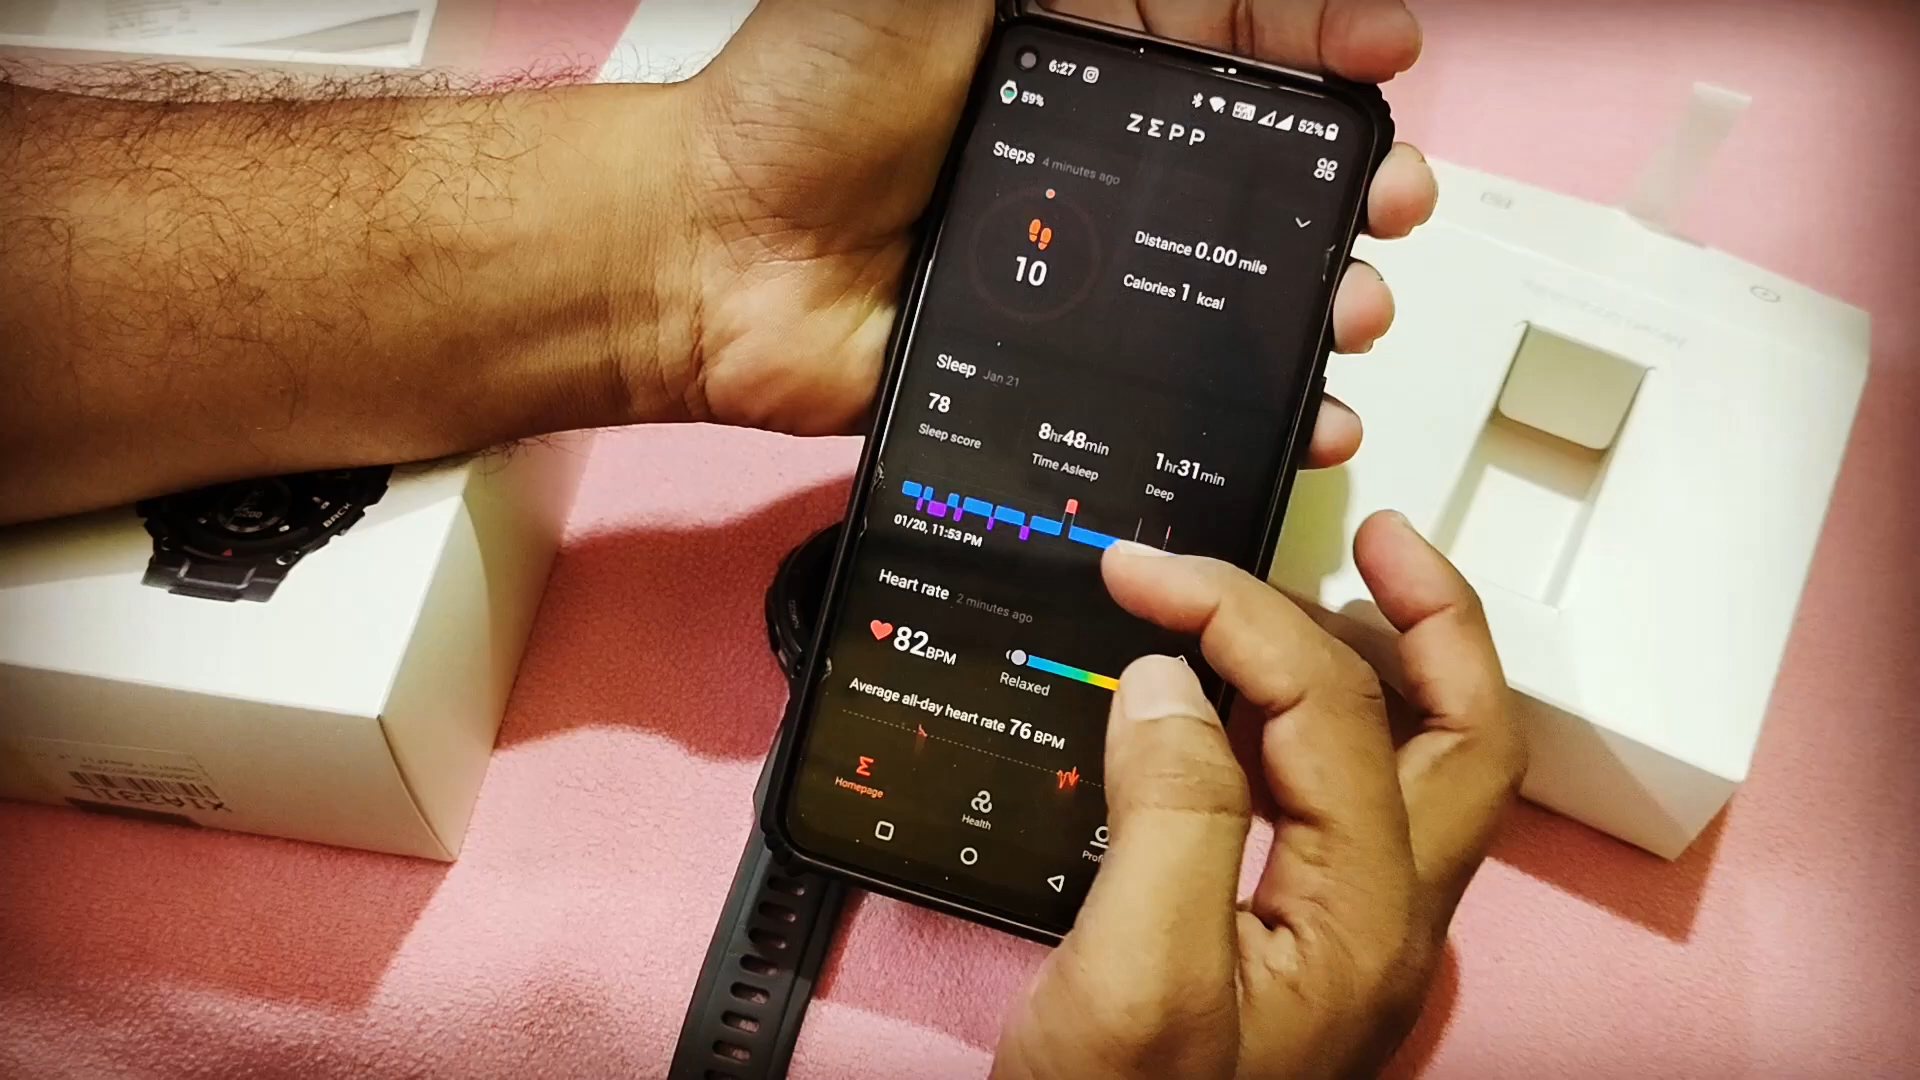 6:27
52%
59%
ZΣPP
Steps 4 minutes ago
10
Distance 0.00 mile
Calories 1 kcal
Sleep Jan 21
78
Sleep score
8hr48min
Time Asleep
1hr31min
Deep
01/20, 11:53 PM
Heart rate 2 minutes ago
82BPM
Relaxed
Average all-day heart rate 76 BPM
Homepage
Health
BACK